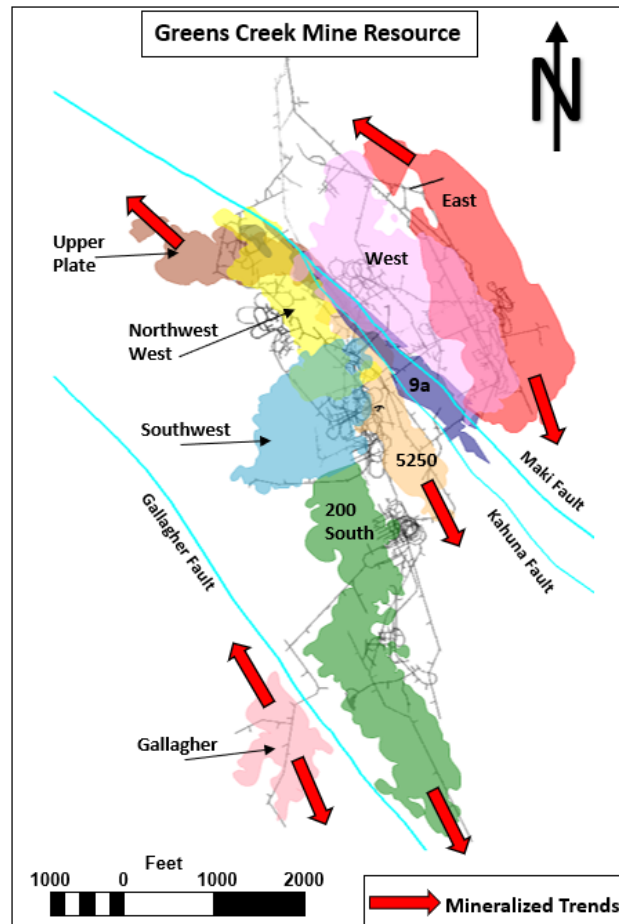 Greens Creek Mine Resource
N
East
West
Upper
Plate
Northwest
West
9a
Southwest
5250
Maki Fault
Kahuna Fault
Gallagher Fault
200
South
Gallagher
Feet
1000 0 1000 2000
Mineralized Trends